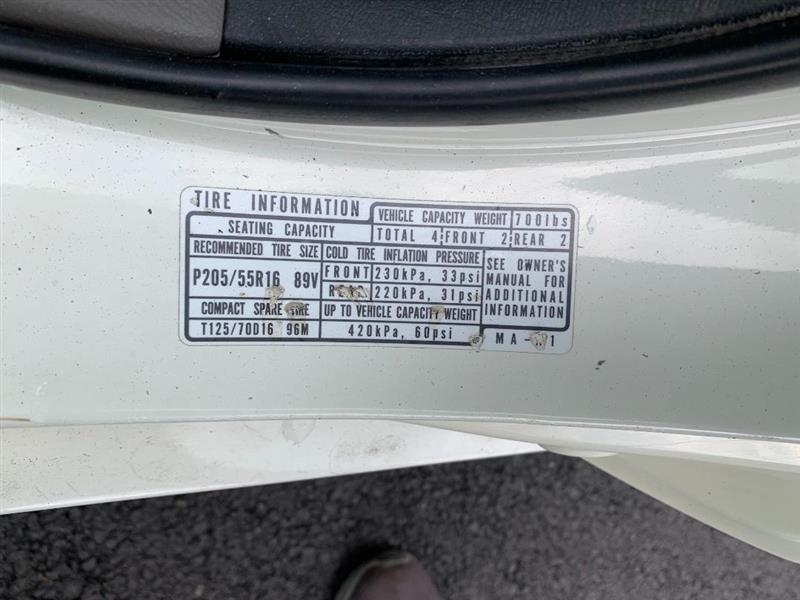 TIRE INFORMATION
VEHICLE CAPACITY WEIGHT 700lbs
SEATING CAPACITY TOTAL 4 FRONT 2 REAR 2
RECOMMENDED TIRE SIZE COLD TIRE INFLATION PRESSURE
P205/55R16 89V
FRONT 230kPa, 33psi
220kPa, 31psi
SEE OWNER'S
MANUAL FOR
ADDITIONAL
INFORMATION
COMPACT SPARE TIRE UP TO VEHICLE CAPACITY WEIGHT
T125/70D16 96M 420kPa, 60psi